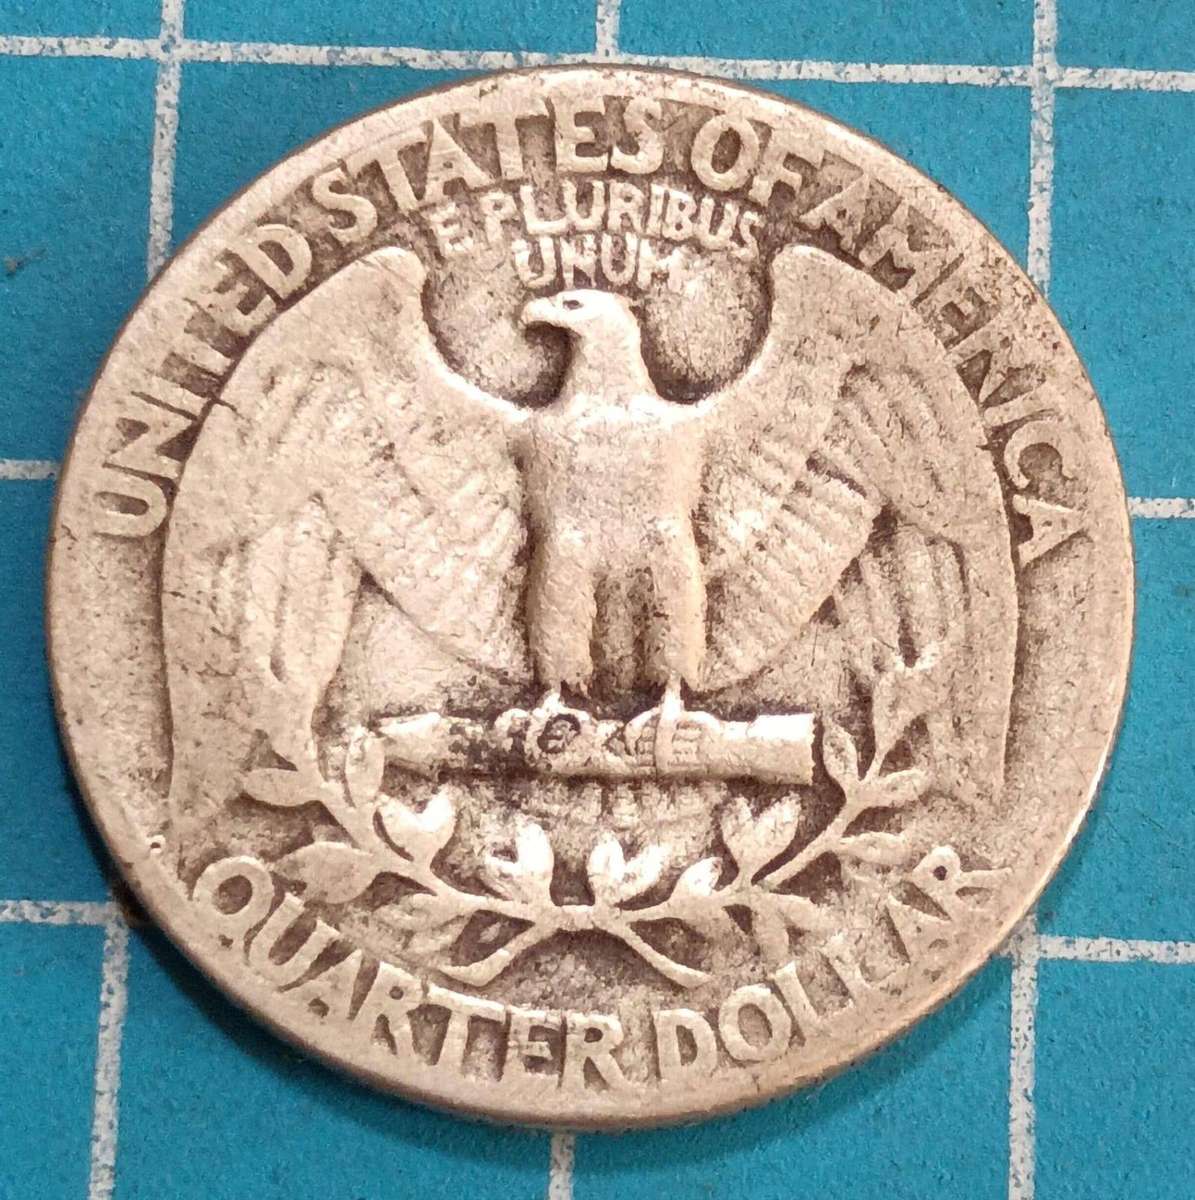 UNITED STATES OF AMERICA
E PLURIBUS
UNUM
QUARTER DOLLAR